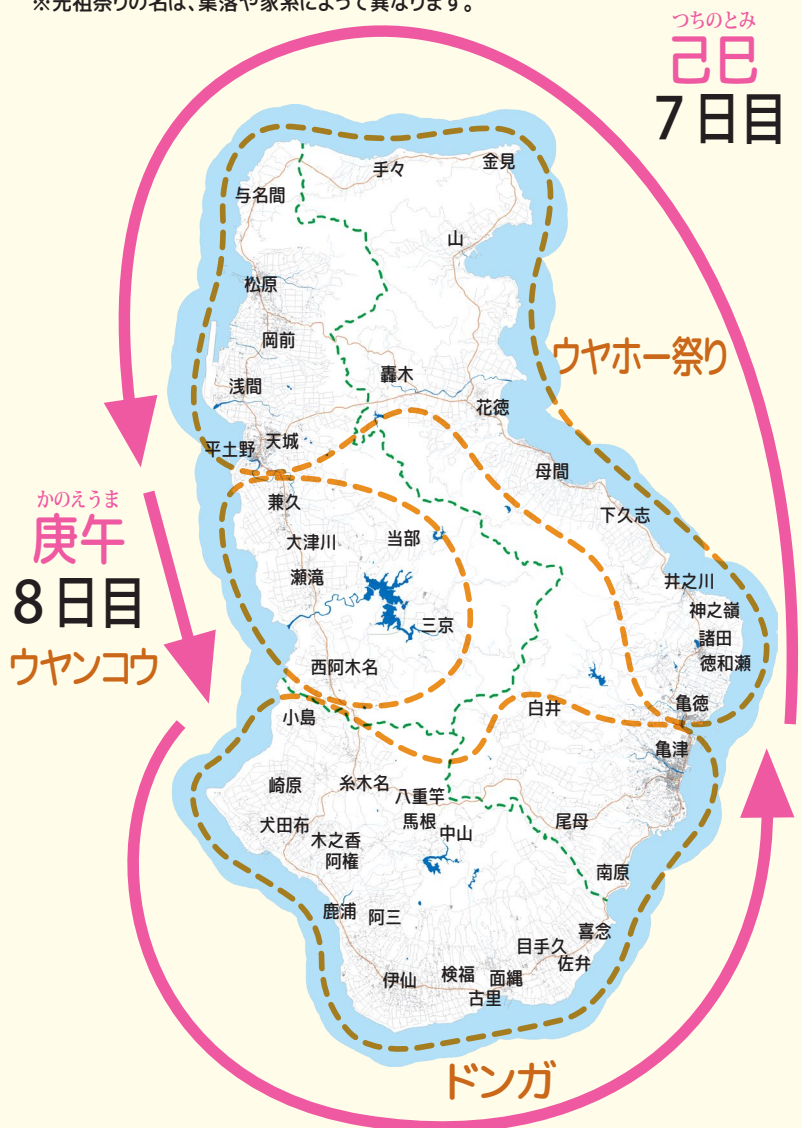 ※元祖祭りの名は、集落や家系によって異なります。
つちのとみ
己巳
7日目
手々
金見
与名間
山
松原
岡前
ウヤホー祭り
轟木
浅間
花徳
天城
平土野
母間
かのえうま
庚午
8日目
ウヤンコウ
兼久
下久志
大津川
当部
瀬滝
井之川
神之嶺
三京
諸田
徳和瀬
西阿木名
亀徳
白井
小島
亀津
崎原
糸木名
八重竿
犬田布
馬根
中山
尾母
木之香
阿権
南原
鹿浦
阿三
喜念
目手久
佐弁
伊仙
検福
面縄
古里
ドンガ